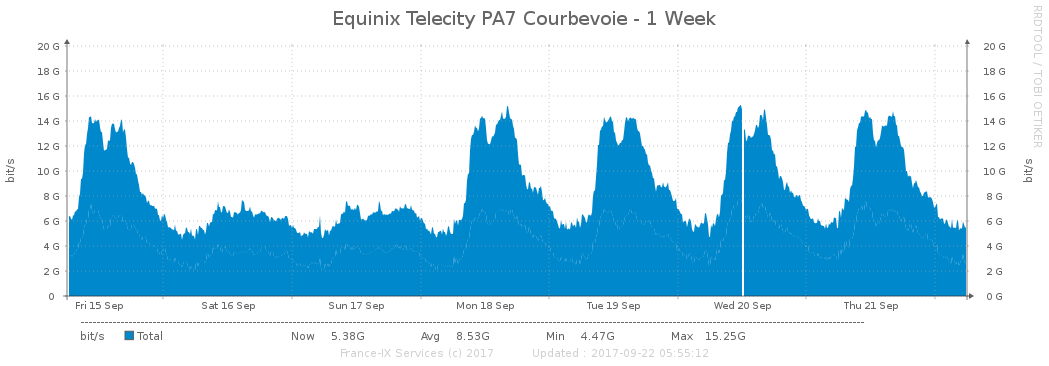 Equinix Telecity PA7 Courbevoie - 1 Week
RRDTOOL / TOBI OETIKER
bit/s
20 G
18 G
16 G
14 G
12 G
10 G
8 G
6 G
4 G
2 G
0
20 G
18 G
16 G
14 G
12 G
10 G
8 G
6 G
4 G
2 G
0 G
bit/s
Fri 15 Sep Sat 16 Sep Sun 17 Sep Mon 18 Sep Tue 19 Sep Wed 20 Sep Thu 21 Sep
bit/s Total Now 5.38G Avg 8.53G Min 4.47G Max 15.25G
France-IX Services (c) 2017 Updated : 2017-09-22 05:55:12